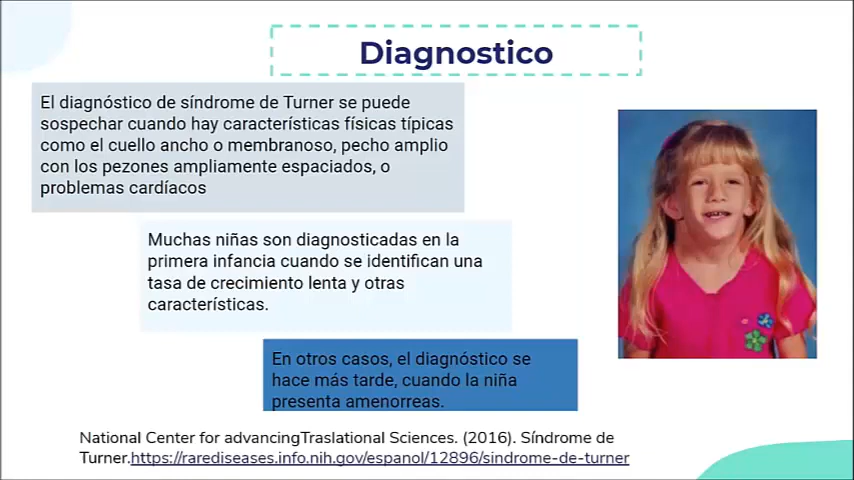 Diagnostico
El diagnóstico de síndrome de Turner se puede
sospechar cuando hay características físicas típicas
como el cuello ancho o membranoso, pecho amplio
con los pezones ampliamente espaciados, o
problemas cardíacos
Muchas niñas son diagnosticadas en la
primera infancia cuando se identifican una
tasa de crecimiento lenta y otras
características.
En otros casos, el diagnóstico se
hace más tarde, cuando la niña
presenta amenorreas.
National Center for advancingTraslational Sciences. (2016). Síndrome de
Turner.https://rarediseases.info.nih.gov/espanol/12896/sindrome-de-turner